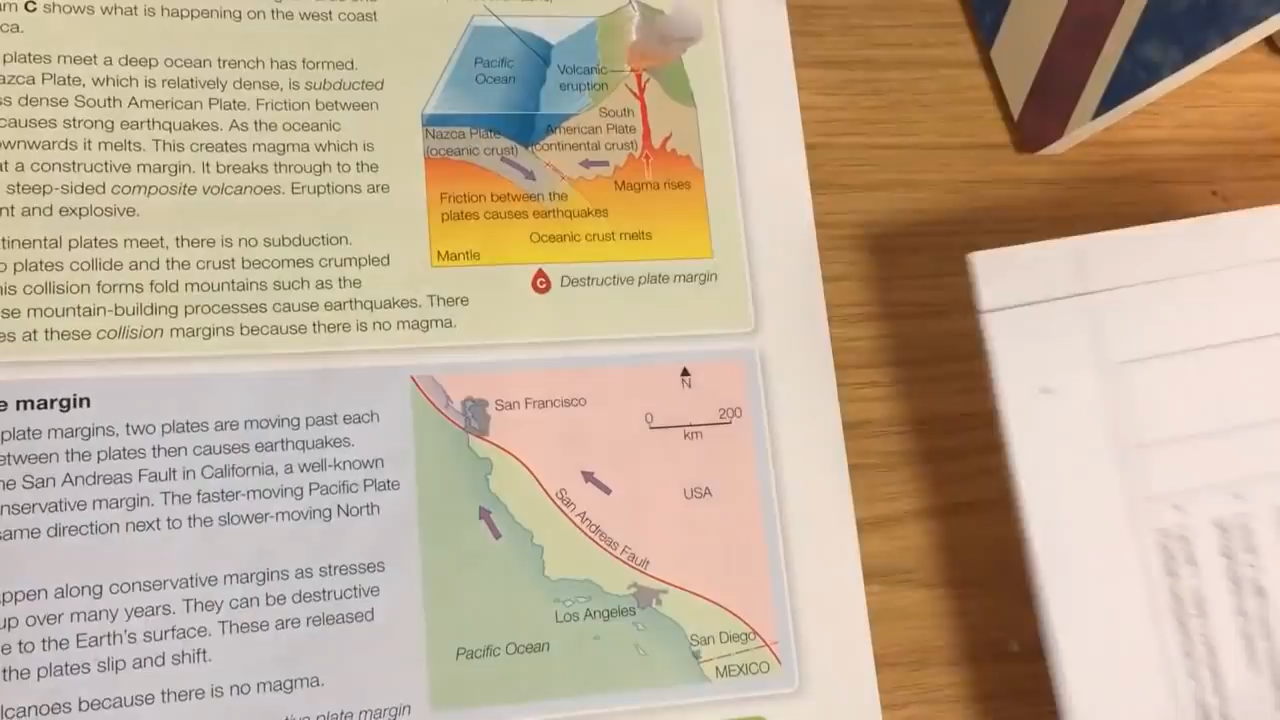 C shows what is happening on the west coast
ca.
plates meet a deep ocean trench has formed.
azca Plate, which is relatively dense, is subducted
ss dense South American Plate. Friction between
causes strong earthquakes. As the oceanic
ownwards it melts. This creates magma which is
at a constructive margin. It breaks through to the
steep-sided composite volcanoes. Eruptions are
nt and explosive.
tinental plates meet, there is no subduction.
o plates collide and the crust becomes crumpled
his collision forms fold mountains such as the
se mountain-building processes cause earthquakes. There
es at these collision margins because there is no magma.
Pacific
Ocean
Volcanic
eruption
South
American Plate
(continental crust)
Nazca Plate
(oceanic crust)
Magma rises
Friction between the
plates causes earthquakes
Oceanic crust melts
Mantle
C Destructive plate margin
e margin
plate margins, two plates are moving past each
etween the plates then causes earthquakes.
he San Andreas Fault in California, a well-known
nservative margin. The faster-moving Pacific Plate
same direction next to the slower-moving North
ppen along conservative margins as stresses
up over many years. They can be destructive
e to the Earth's surface. These are released
the plates slip and shift.
lcanoes because there is no magma.
plate margin
San Francisco
N
0 200
km
USA
San Andreas Fault
Los Angeles
Pacific Ocean
San Diego
MEXICO